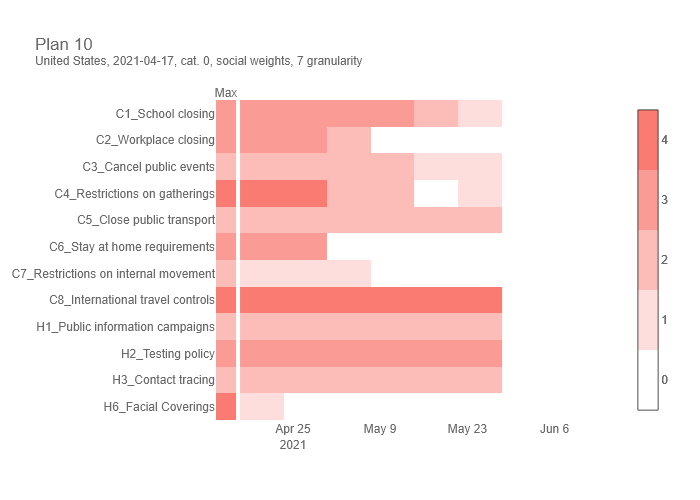 Plan 10
United States, 2021-04-17, cat. 0, social weights, 7 granularity
Max
C1_School closing
C2_Workplace closing
C3_Cancel public events
C4_Restrictions on gatherings
C5_Close public transport
C6_Stay at home requirements
C7_Restrictions on internal movement
C8_International travel controls
H1_Public information campaigns
H2_Testing policy
H3_Contact tracing
H6_Facial Coverings
Apr 25 May 9 May 23 Jun 6
2021
4
3
2
1
0